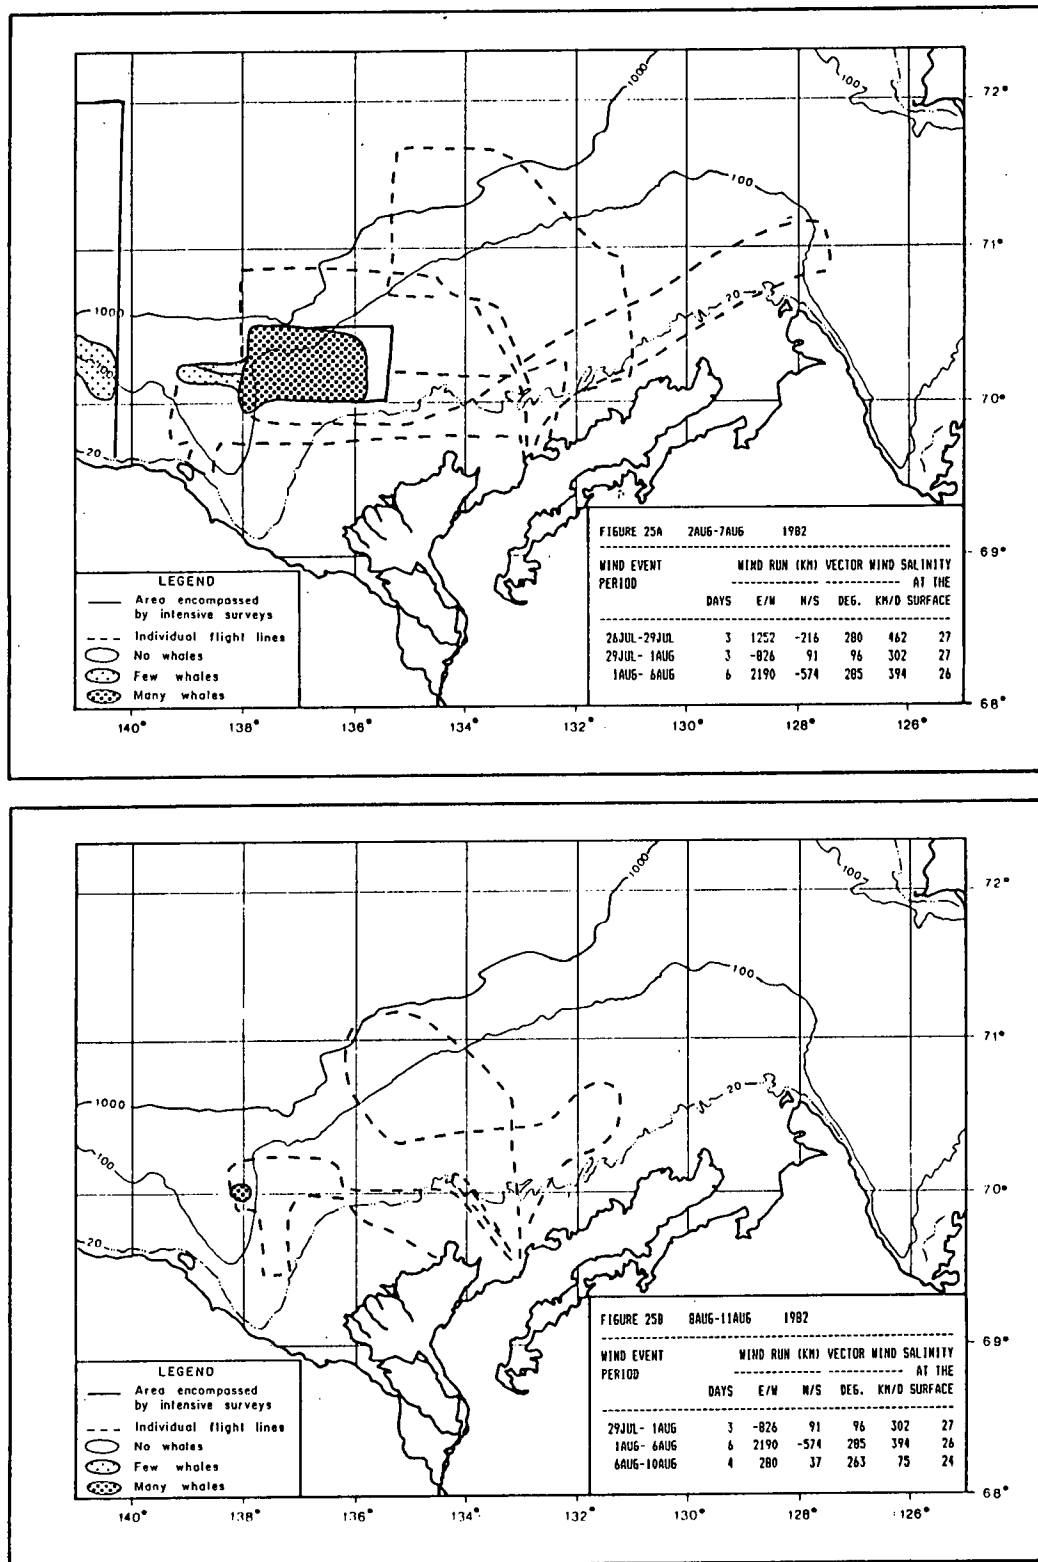 1000
100
72°
71°
100
20
1000
100
70°
20
FIGURE 25A 2AUG-7AUG 1982
WIND EVENT WIND RUN (KM) VECTOR WIND SALINITY
PERIOD AT THE
DAYS E/W N/S DEG. KM/D SURFACE
26JUL-29JUL 3 1252 -216 280 462 27
29JUL- 1AUG 3 -826 91 96 302 27
1AUG- 6AUG 6 2190 -574 285 394 26
69°
LEGEND
Area encompassed
by intensive surveys
Individual flight lines
No whales
Few whales
Many whales
68°
140° 138° 136° 134° 132° 130° 128° 126°
1000
100
72°
100
71°
1000
20
100
70°
20
FIGURE 25B 8AUG-11AUG 1982
WIND EVENT WIND RUN (KM) VECTOR WIND SALINITY
PERIOD AT THE
DAYS E/W N/S DEG. KM/D SURFACE
29JUL- 1AUG 3 -826 91 96 302 27
1AUG- 6AUG 6 2190 -574 285 394 26
6AUG-10AUG 4 280 37 263 75 24
69°
LEGEND
Area encompassed
by intensive surveys
Individual flight lines
No whales
Few whales
Many whales
68°
140° 138° 136° 134° 132° 130° 128° 126°